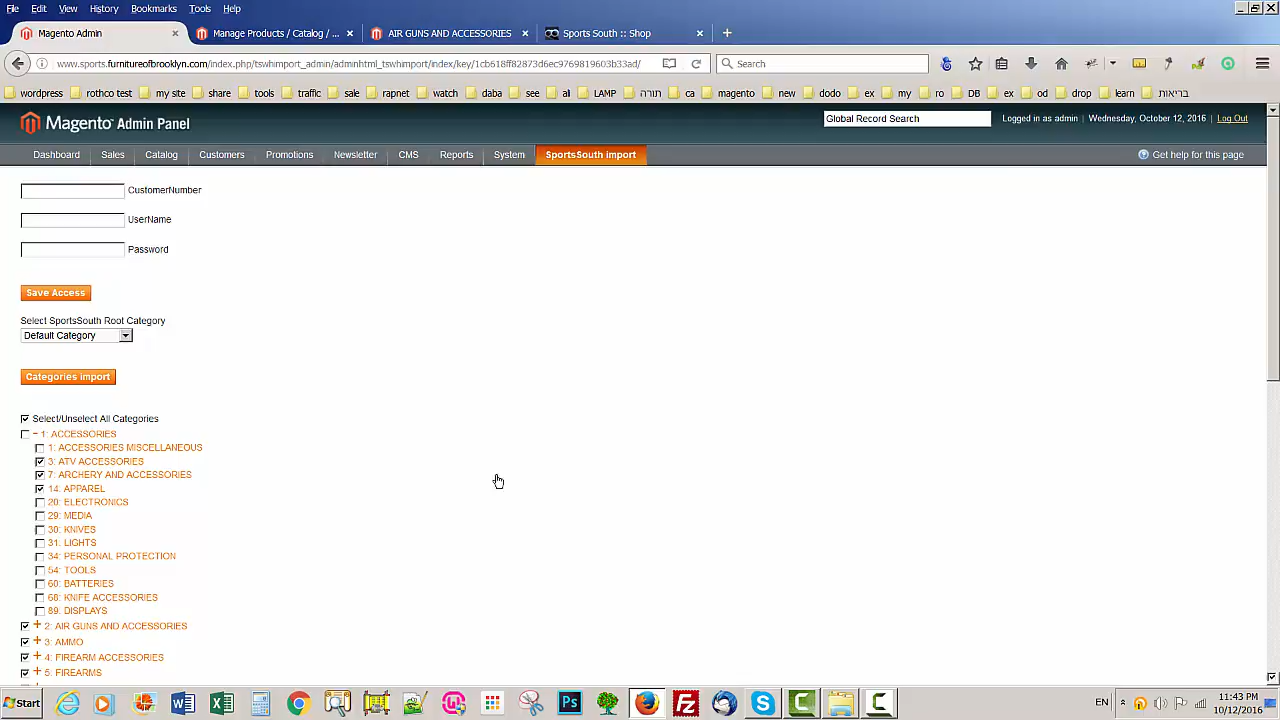 File Edit View History Bookmarks Tools Help
Magento Admin
Manage Products / Catalog / ...
AIR GUNS AND ACCESSORIES
Sports South :: Shop
www.sports.furnitureofbrooklyn.com/index.php/tswhimport_admin/adminhtml_tswhimport/index/key/1cb618ff82873d6ec9769819603b33ad/
Search
wordpress rothco test my site share tools traffic sale rapnet watch daba see ali LAMP תורה ca magento new dodo ex my ro DB ex od drop learn בריאות
Magento Admin Panel
Global Record Search
Logged in as admin | Wednesday, October 12, 2016 | Log Out
Dashboard Sales Catalog Customers Promotions Newsletter CMS Reports System SportsSouth import
Get help for this page
CustomerNumber
UserName
Password
Save Access
Select SportsSouth Root Category
Default Category
Categories import
Select/Unselect All Categories
1: ACCESSORIES
1: ACCESSORIES MISCELLANEOUS
3: ATV ACCESSORIES
7: ARCHERY AND ACCESSORIES
14: APPAREL
20: ELECTRONICS
29: MEDIA
30: KNIVES
31: LIGHTS
34: PERSONAL PROTECTION
54: TOOLS
60: BATTERIES
68: KNIFE ACCESSORIES
89: DISPLAYS
2: AIR GUNS AND ACCESSORIES
3: AMMO
4: FIREARM ACCESSORIES
5: FIREARMS
Start
EN
11:43 PM
10/12/2016